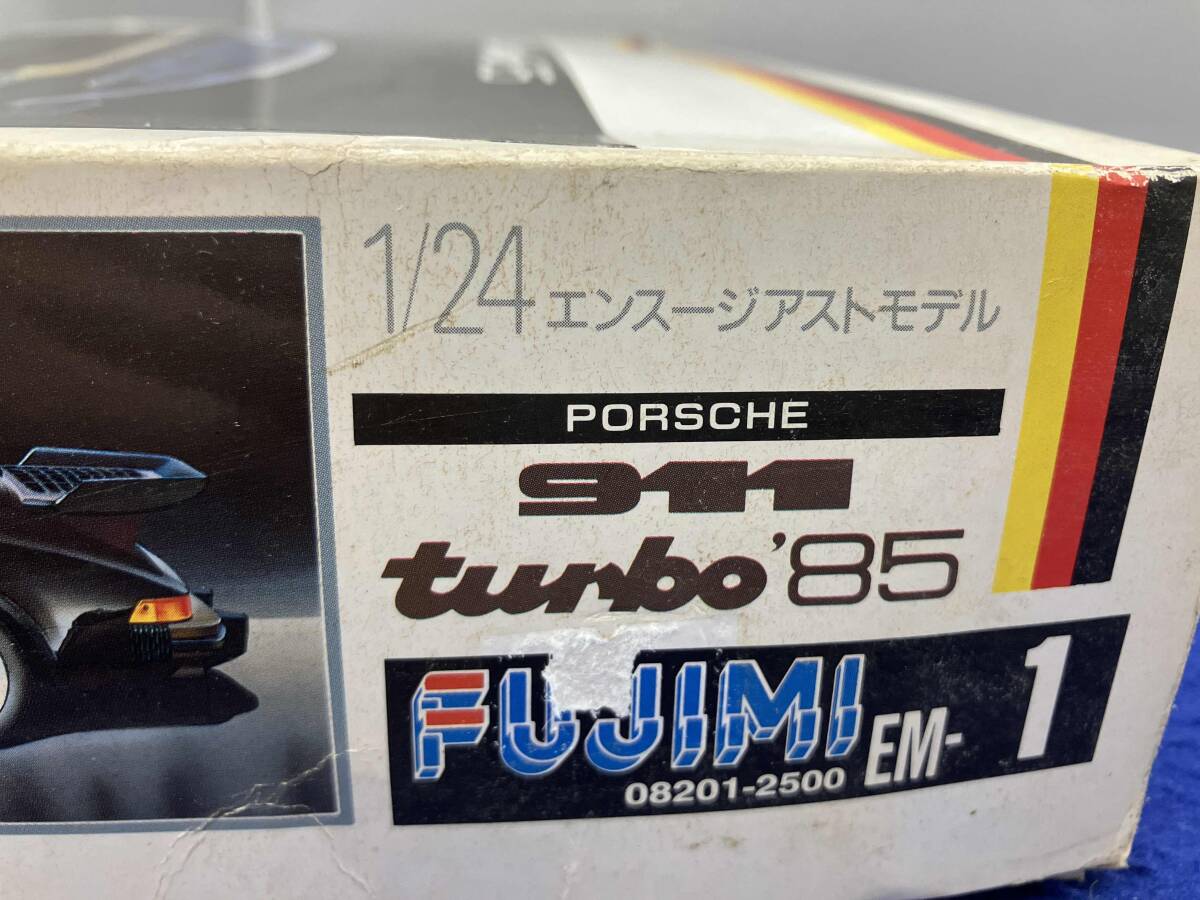 1/24 エンスージアストモデル
PORSCHE
911
turbo '85
FUJIMI EM- 1
08201-2500